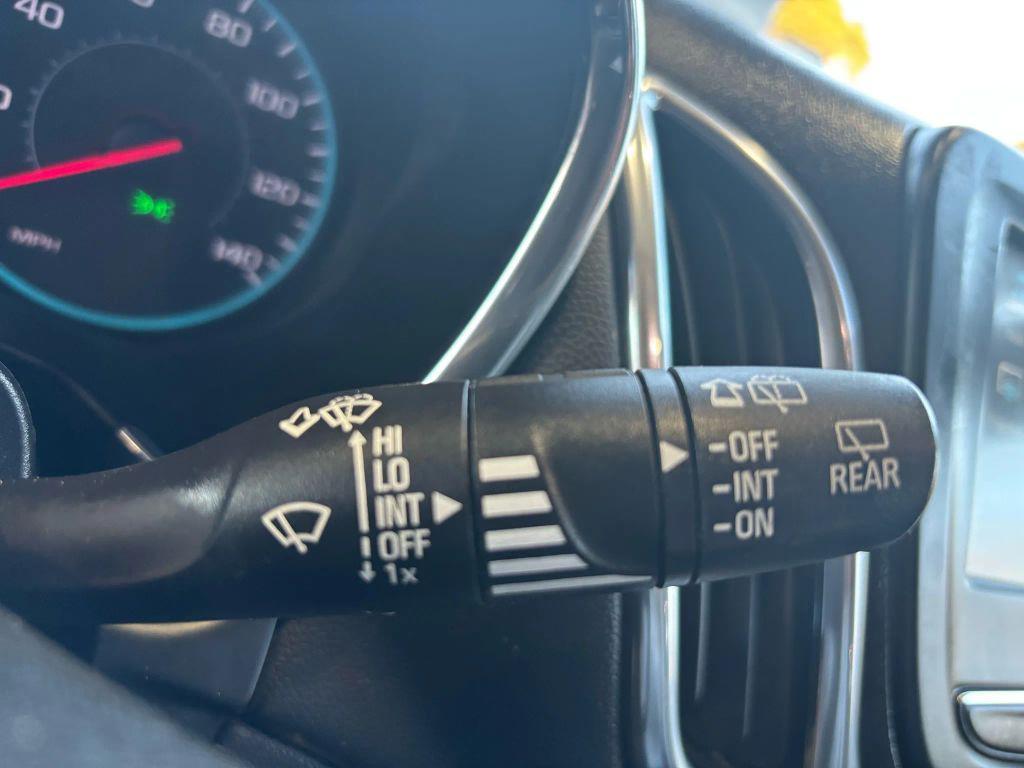 40
80
100
120
140
MPH
HI
LO
INT
OFF
1x
-OFF
-INT
-ON
REAR